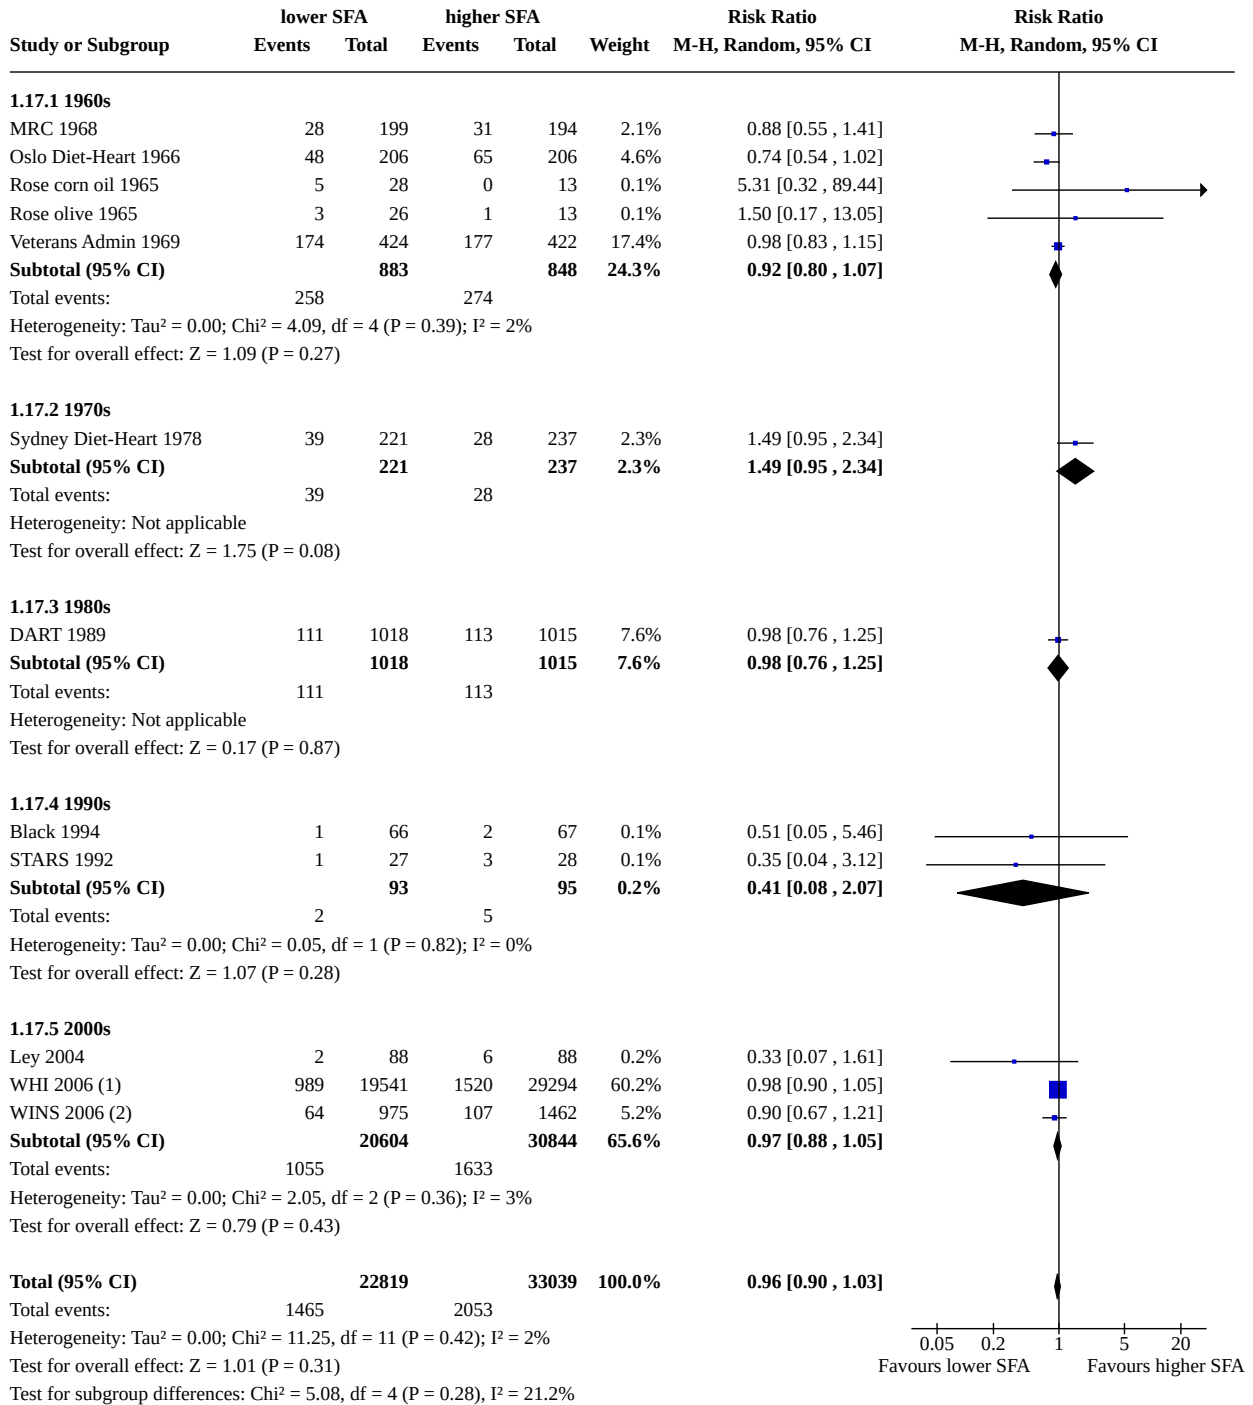 lower SFA higher SFA Risk Ratio Risk Ratio
Study or Subgroup Events Total Events Total Weight M-H, Random, 95% CI M-H, Random, 95% CI
1.17.1 1960s
MRC 1968 28 199 31 194 2.1% 0.88 [0.55 , 1.41]
Oslo Diet-Heart 1966 48 206 65 206 4.6% 0.74 [0.54 , 1.02]
Rose corn oil 1965 5 28 0 13 0.1% 5.31 [0.32 , 89.44]
Rose olive 1965 3 26 1 13 0.1% 1.50 [0.17 , 13.05]
Veterans Admin 1969 174 424 177 422 17.4% 0.98 [0.83 , 1.15]
Subtotal (95% CI) 883 848 24.3% 0.92 [0.80 , 1.07]
Total events: 258 274
Heterogeneity: Tau² = 0.00; Chi² = 4.09, df = 4 (P = 0.39); I² = 2%
Test for overall effect: Z = 1.09 (P = 0.27)
1.17.2 1970s
Sydney Diet-Heart 1978 39 221 28 237 2.3% 1.49 [0.95 , 2.34]
Subtotal (95% CI) 221 237 2.3% 1.49 [0.95 , 2.34]
Total events: 39 28
Heterogeneity: Not applicable
Test for overall effect: Z = 1.75 (P = 0.08)
1.17.3 1980s
DART 1989 111 1018 113 1015 7.6% 0.98 [0.76 , 1.25]
Subtotal (95% CI) 1018 1015 7.6% 0.98 [0.76 , 1.25]
Total events: 111 113
Heterogeneity: Not applicable
Test for overall effect: Z = 0.17 (P = 0.87)
1.17.4 1990s
Black 1994 1 66 2 67 0.1% 0.51 [0.05 , 5.46]
STARS 1992 1 27 3 28 0.1% 0.35 [0.04 , 3.12]
Subtotal (95% CI) 93 95 0.2% 0.41 [0.08 , 2.07]
Total events: 2 5
Heterogeneity: Tau² = 0.00; Chi² = 0.05, df = 1 (P = 0.82); I² = 0%
Test for overall effect: Z = 1.07 (P = 0.28)
1.17.5 2000s
Ley 2004 2 88 6 88 0.2% 0.33 [0.07 , 1.61]
WHI 2006 (1) 989 19541 1520 29294 60.2% 0.98 [0.90 , 1.05]
WINS 2006 (2) 64 975 107 1462 5.2% 0.90 [0.67 , 1.21]
Subtotal (95% CI) 20604 30844 65.6% 0.97 [0.88 , 1.05]
Total events: 1055 1633
Heterogeneity: Tau² = 0.00; Chi² = 2.05, df = 2 (P = 0.36); I² = 3%
Test for overall effect: Z = 0.79 (P = 0.43)
Total (95% CI) 22819 33039 100.0% 0.96 [0.90 , 1.03]
Total events: 1465 2053
Heterogeneity: Tau² = 0.00; Chi² = 11.25, df = 11 (P = 0.42); I² = 2% 0.05 0.2 1 5 20
Test for overall effect: Z = 1.01 (P = 0.31) Favours lower SFA Favours higher SFA
Test for subgroup differences: Chi² = 5.08, df = 4 (P = 0.28), I² = 21.2%